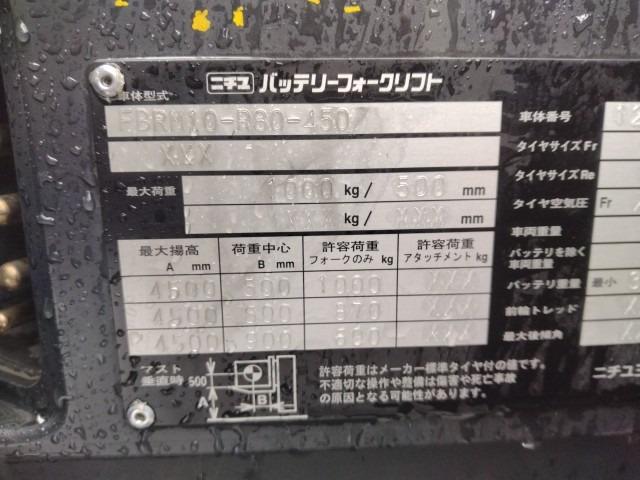 ニチユ バッテリーフォークリフト
車体型式
FBRM10-R60-450
XXX
最大荷重
1000 kg/ 500 mm
XXX kg/ XXX mm
最大揚高 A mm 荷重中心 B mm 許容荷重 フォークのみ kg 許容荷重 アタッチメント kg
4500 500 1000
4500 600 870 XXX
4500 900 600 XXX
マスト
垂直時 500
A
B
許容荷重はメーカー標準タイヤ付の値です。
不適切な操作や整備は傷害や死亡事故
の原因となる可能性があります。
車体番号
タイヤサイズ Fr
タイヤサイズ Re
タイヤ空気圧 Fr
車両重量
バッテリを除く
車両重量
バッテリ重量 最小
前輪トレッド
最大後傾角
ニチユ